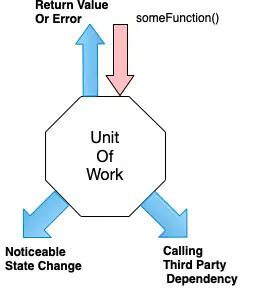 Return Value
Or Error
someFunction()
Unit
Of
Work
Noticeable
State Change
Calling
Third Party
Dependency